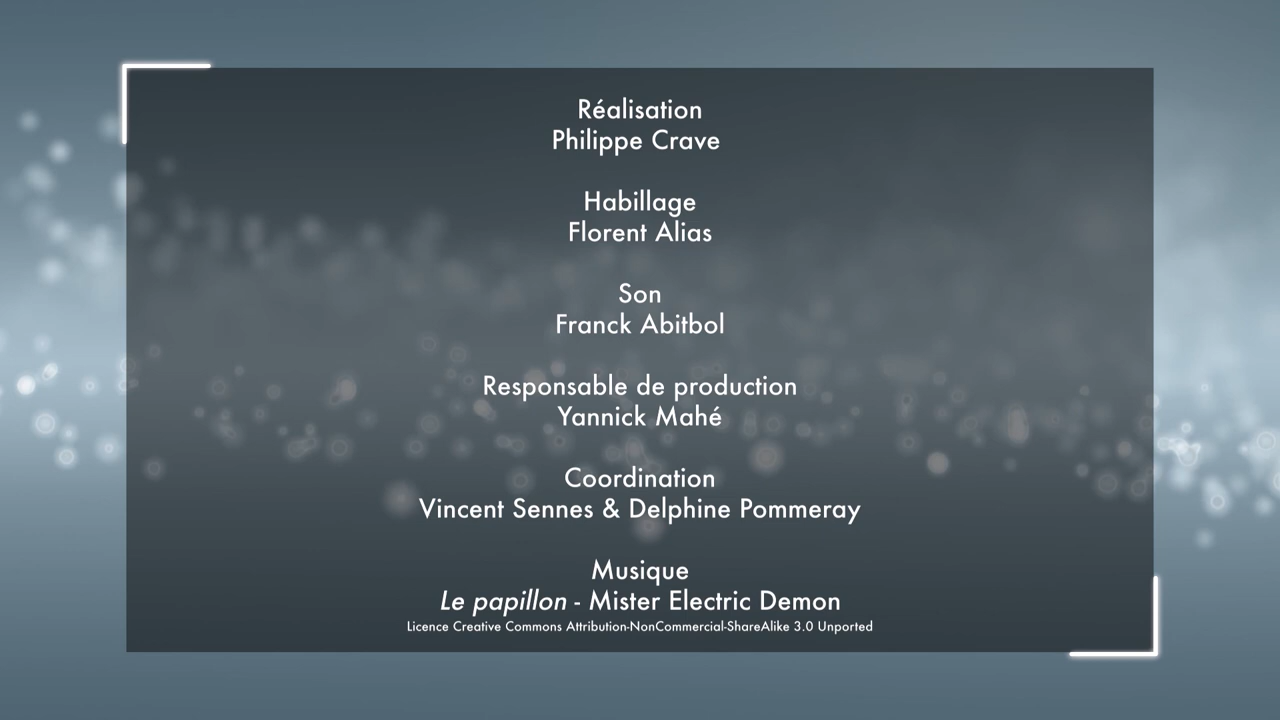 Réalisation
Philippe Crave
Habillage
Florent Alias
Son
Franck Abitbol
Responsable de production
Yannick Mahé
Coordination
Vincent Sennes & Delphine Pommeray
Musique
Le papillon - Mister Electric Demon
Licence Creative Commons Attribution-NonCommercial-ShareAlike 3.0 Unported